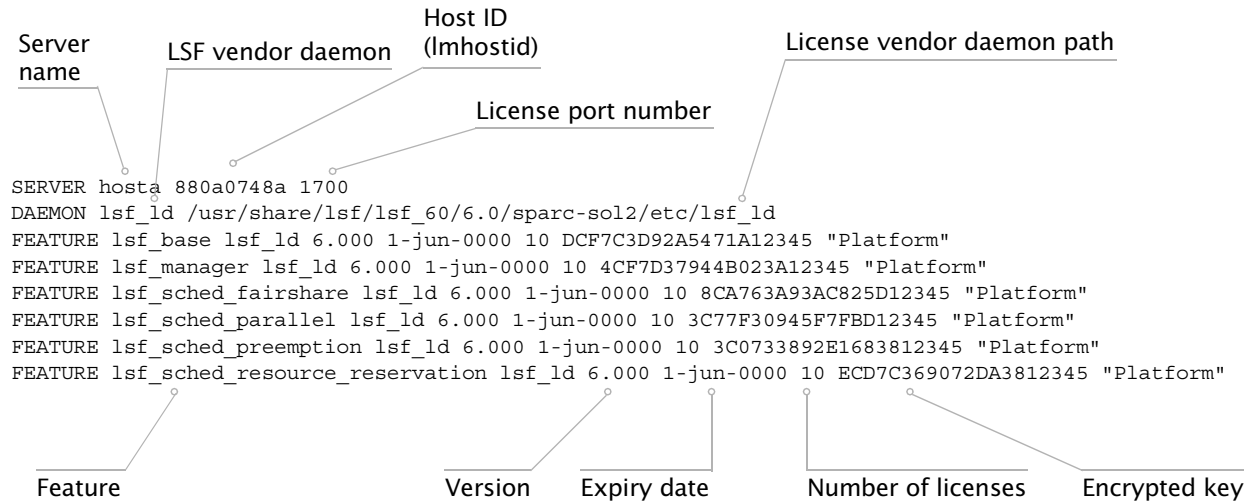 Server
name
LSF vendor daemon
Host ID
(lmhostid)
License vendor daemon path
License port number
SERVER hosta 880a0748a 1700
DAEMON lsf_ld /usr/share/lsf/lsf_60/6.0/sparc-sol2/etc/lsf_ld
FEATURE lsf_base lsf_ld 6.000 1-jun-0000 10 DCF7C3D92A5471A12345 "Platform"
FEATURE lsf_manager lsf_ld 6.000 1-jun-0000 10 4CF7D37944B023A12345 "Platform"
FEATURE lsf_sched_fairshare lsf_ld 6.000 1-jun-0000 10 8CA763A93AC825D12345 "Platform"
FEATURE lsf_sched_parallel lsf_ld 6.000 1-jun-0000 10 3C77F30945F7FBD12345 "Platform"
FEATURE lsf_sched_preemption lsf_ld 6.000 1-jun-0000 10 3C0733892E1683812345 "Platform"
FEATURE lsf_sched_resource_reservation lsf_ld 6.000 1-jun-0000 10 ECD7C369072DA3812345 "Platform"
Feature
Version
Expiry date
Number of licenses
Encrypted key